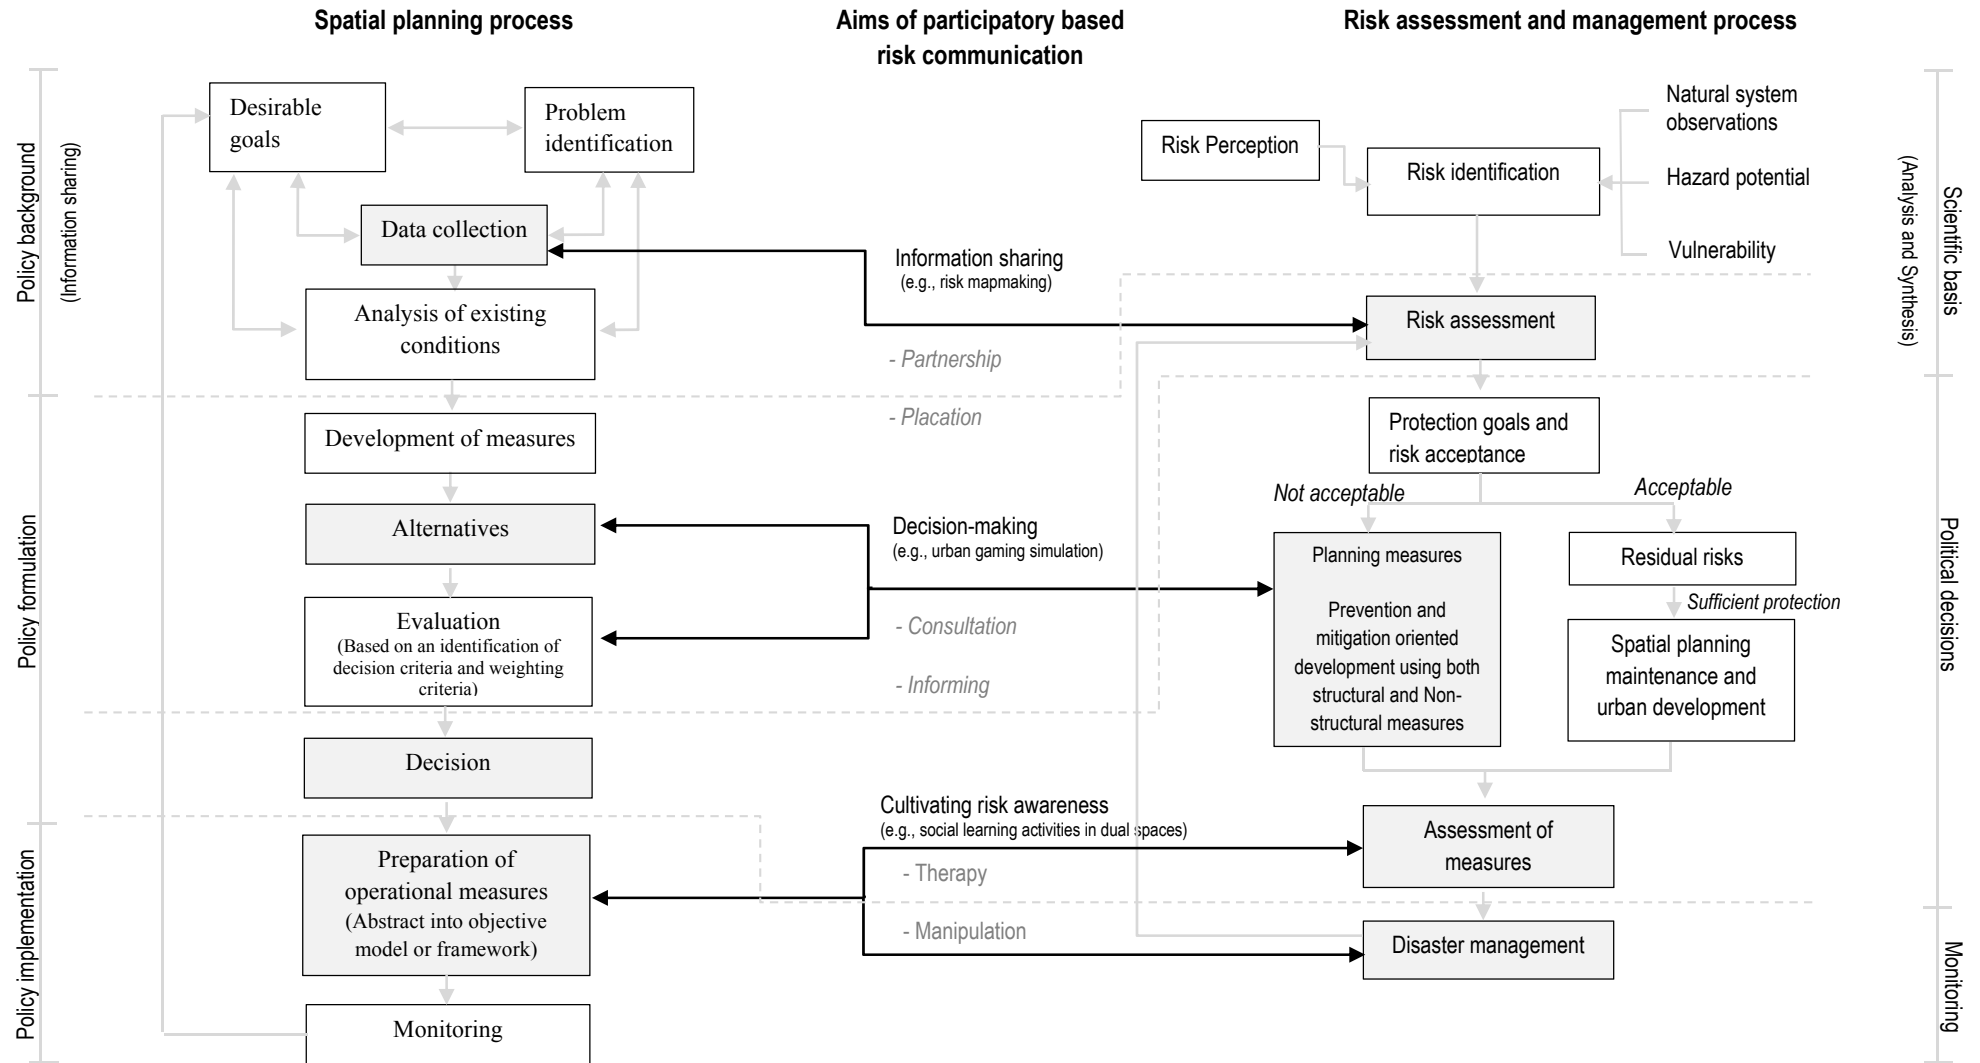 Spatial planning process
Aims of participatory based
risk communication
Risk assessment and management process
Policy background
(Information sharing)
Policy formulation
Policy implementation
Desirable
goals
Problem
identification
Data collection
Analysis of existing
conditions
Development of measures
Alternatives
Evaluation
(Based on an identification of
decision criteria and weighting
criteria)
Decision
Preparation of
operational measures
(Abstract into objective
model or framework)
Monitoring
Information sharing
(e.g., risk mapmaking)
- Partnership
- Placation
Decision-making
(e.g., urban gaming simulation)
- Consultation
- Informing
Cultivating risk awareness
(e.g., social learning activities in dual spaces)
- Therapy
- Manipulation
Risk Perception
Risk identification
Natural system
observations
Hazard potential
Vulnerability
Risk assessment
Protection goals and
risk acceptance
Not acceptable
Acceptable
Planning measures
Prevention and
mitigation oriented
development using both
structural and Non-
structural measures
Residual risks
Sufficient protection
Spatial planning
maintenance and
urban development
Assessment of
measures
Disaster management
Scientific basis
(Analysis and Synthesis)
Political decisions
Monitoring